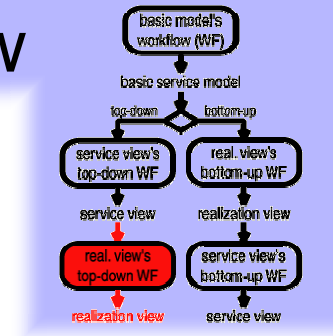 w
basic model's
workflow (WF)
basic service model
top-down bottom-up
service view's real. view's
top-down WF bottom-up WF
service view realization view
real. view's service view's
top-down WF bottom-up WF
realization view service view